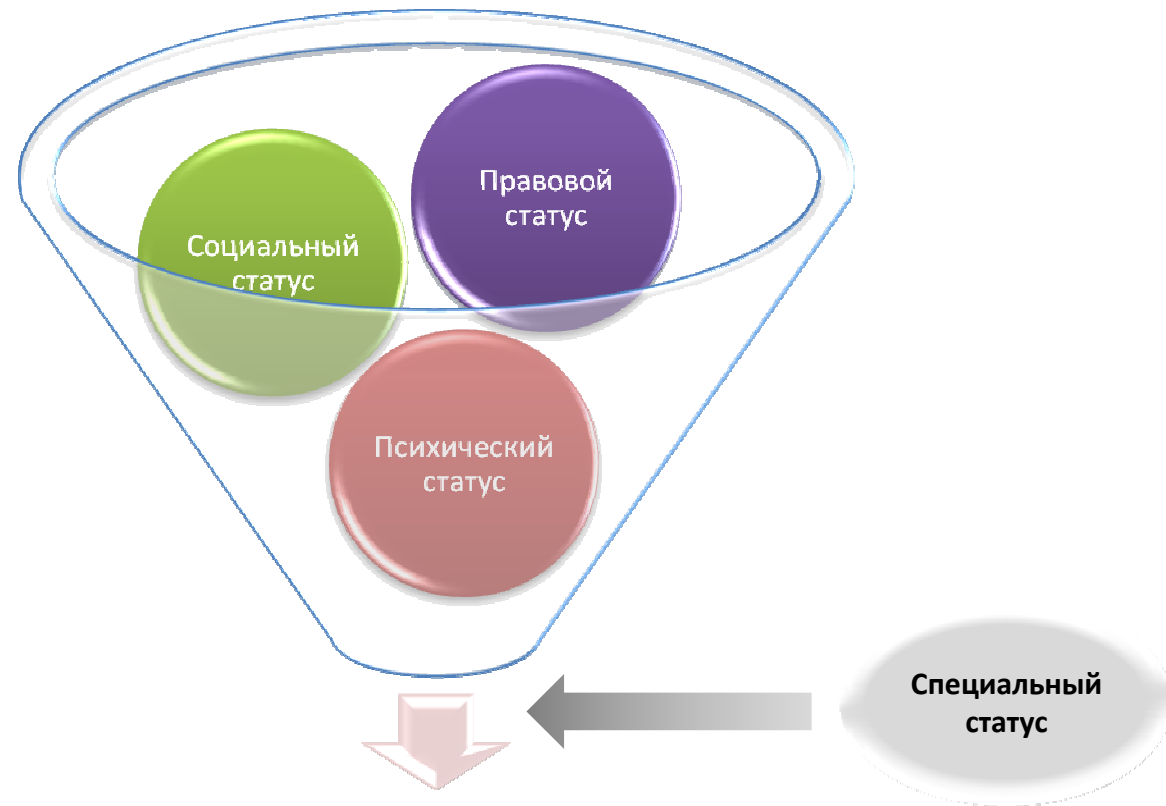 Правовой
статус
Социальный
статус
Психический
статус
Специальный
статус